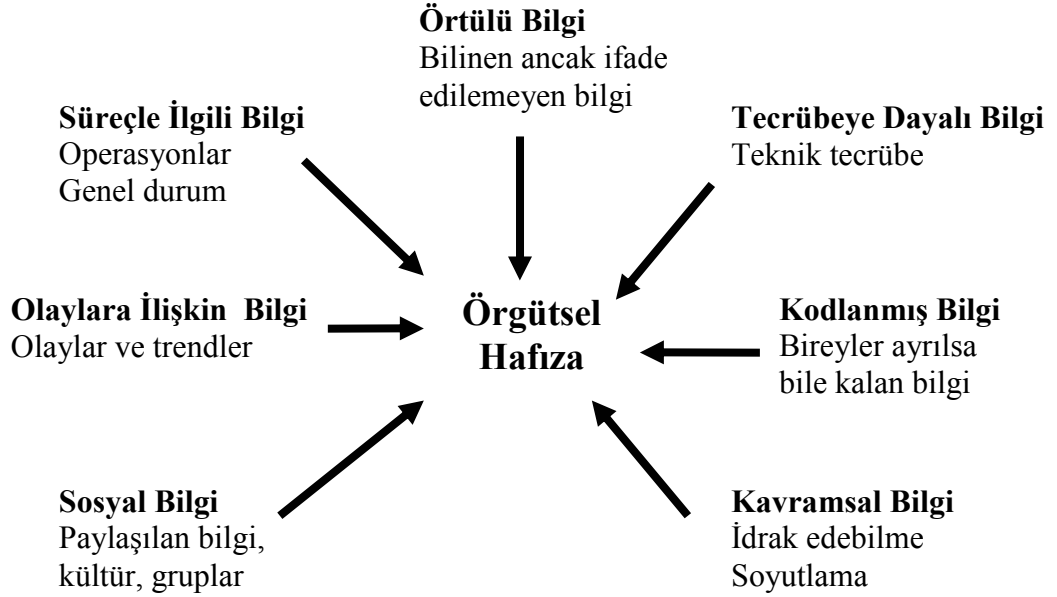 Örtülü Bilgi
Bilinen ancak ifade
edilemeyen bilgi
Süreçle İlgili Bilgi
Operasyonlar
Genel durum
Tecrübeye Dayalı Bilgi
Teknik tecrübe
Olaylara İlişkin Bilgi
Olaylar ve trendler
Örgütsel
Hafıza
Kodlanmış Bilgi
Bireyler ayrılsa
bile kalan bilgi
Sosyal Bilgi
Paylaşılan bilgi,
kültür, gruplar
Kavramsal Bilgi
İdrak edebilme
Soyutlama